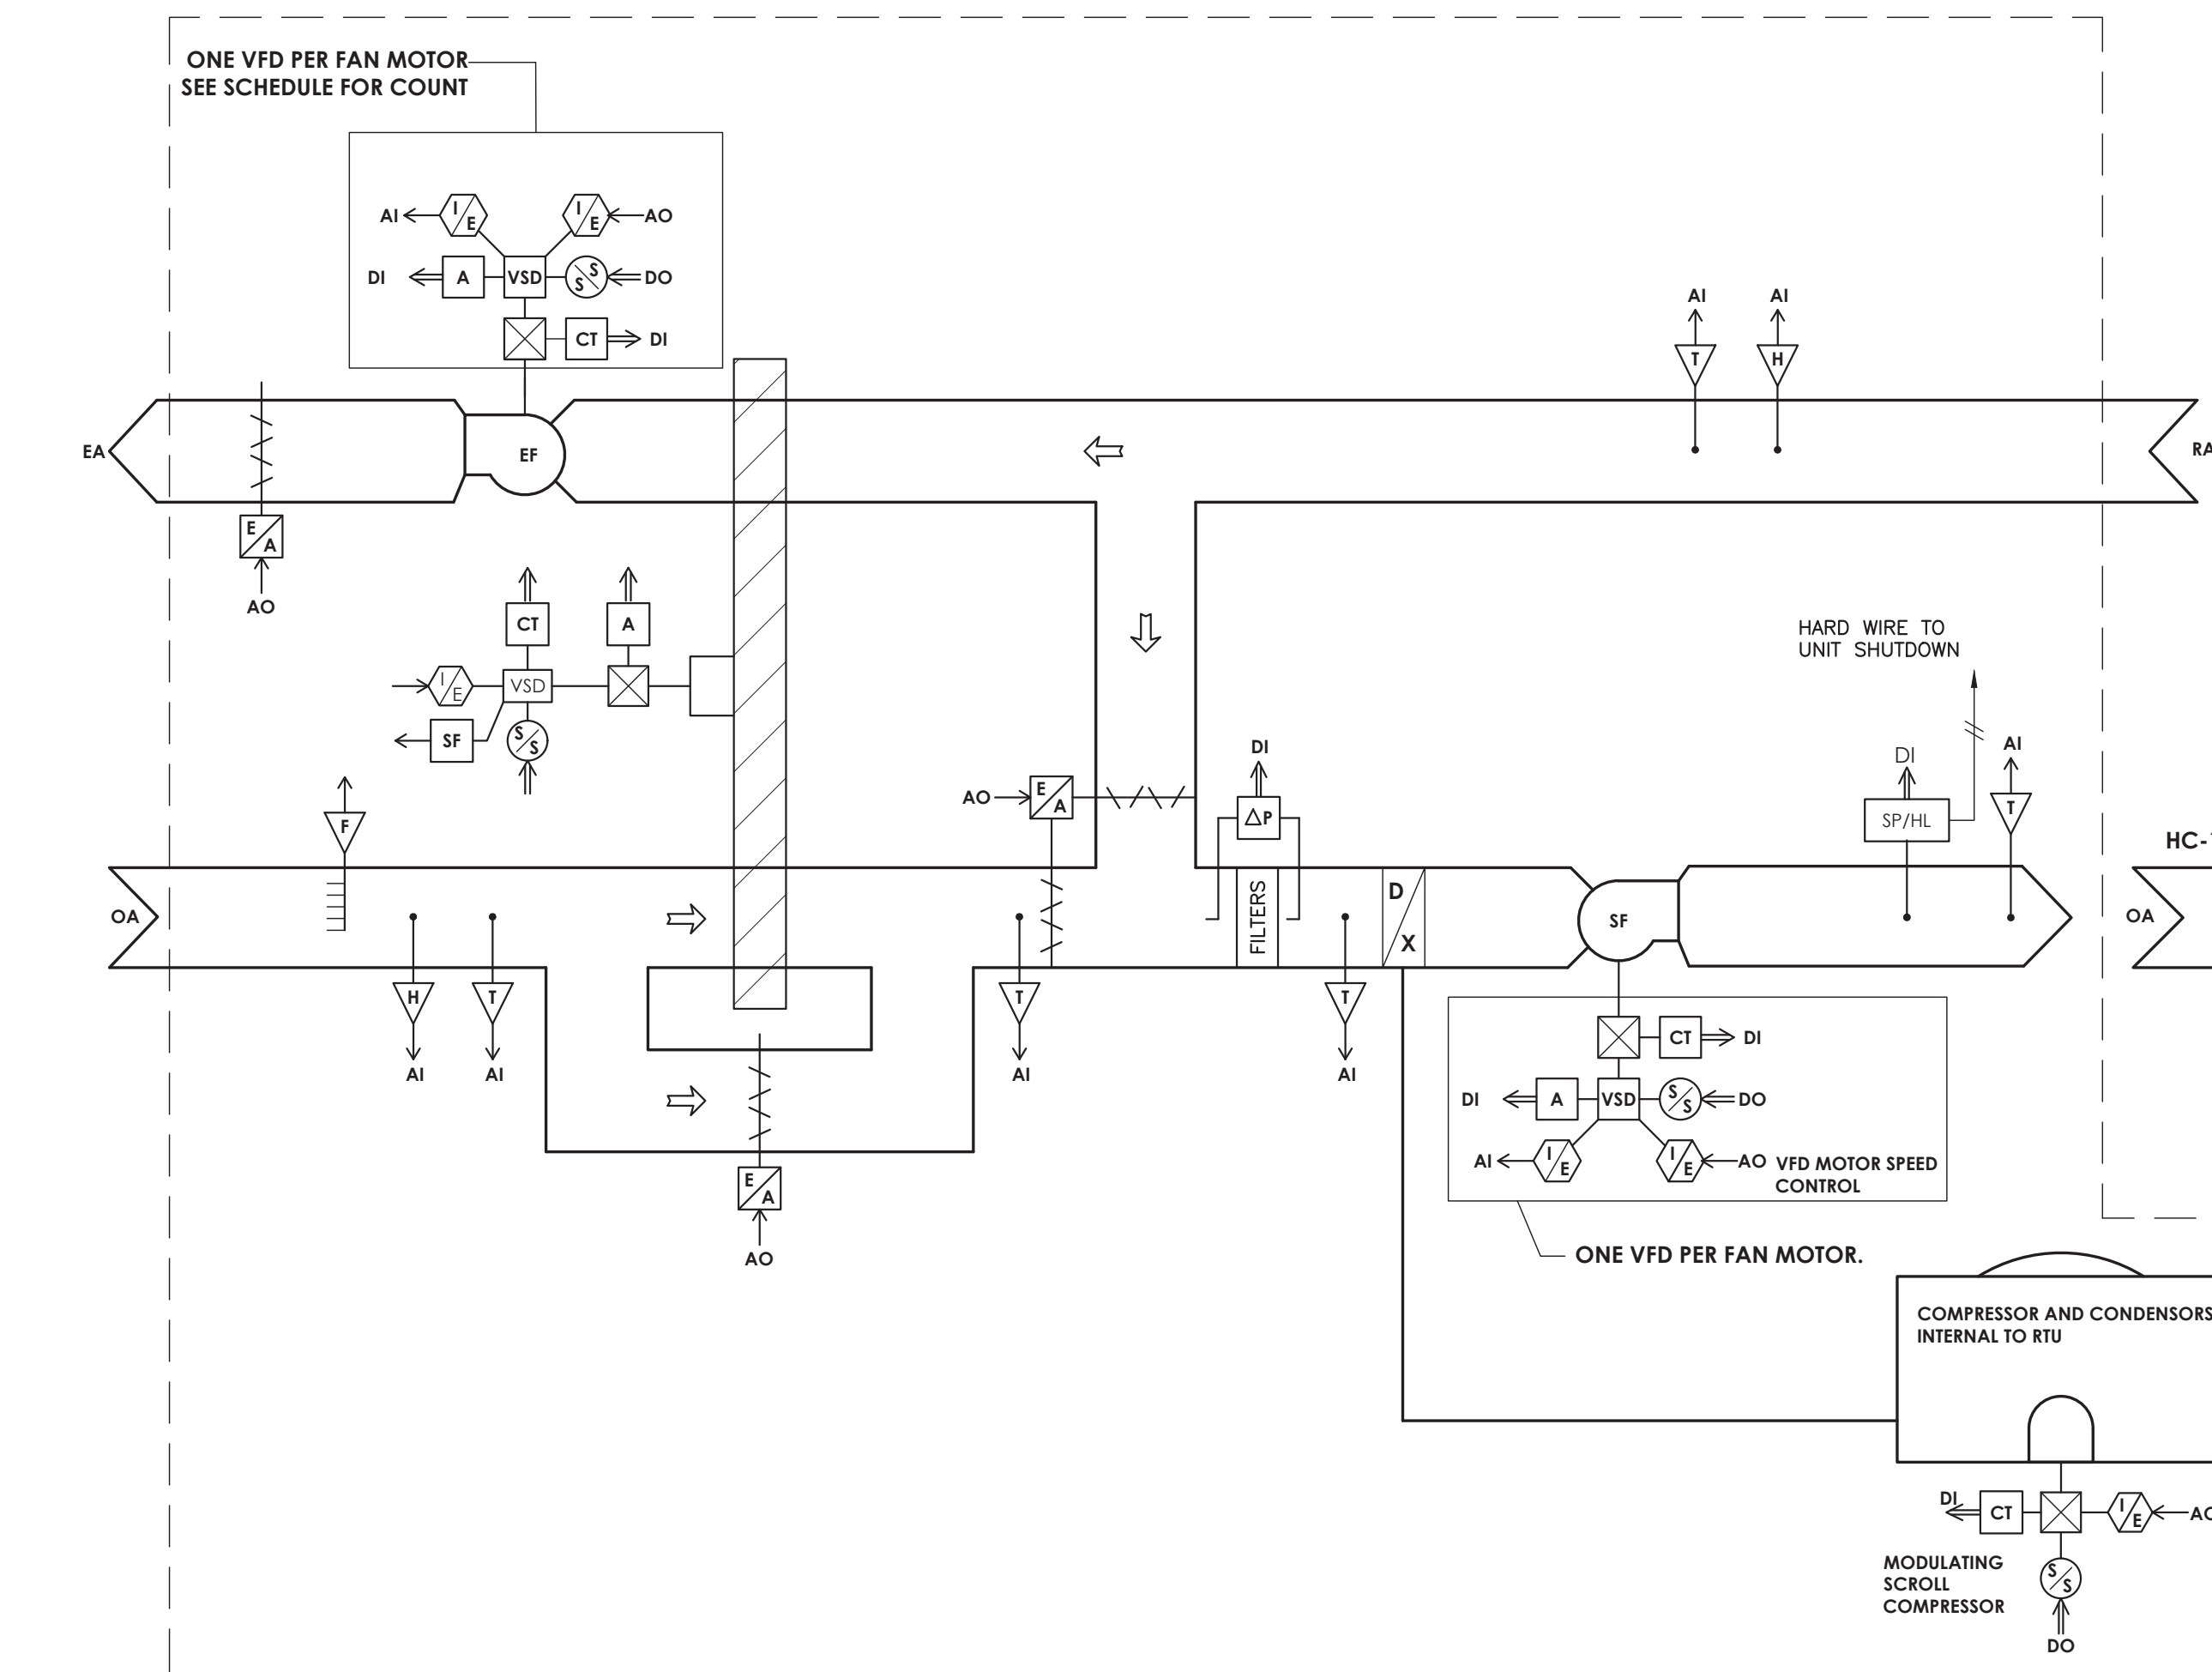 ONE VFD PER FAN MOTOR
SEE SCHEDULE FOR COUNT
AI
I/E
I/E
AO
DI
A
VSD
S/S
DO
CT
DI
AI
AI
T
H
EA
EF
RA
E/A
AO
CT
A
I/E
VSD
SF
S/S
HARD WIRE TO
UNIT SHUTDOWN
F
AO
E/A
DI
ΔP
DI
SP/HL
AI
T
HC-
OA
FILTERS
D/X
SF
OA
H
T
T
T
AI
AI
AI
AI
CT
DI
DI
A
VSD
S/S
DO
AI
I/E
I/E
AO
VFD MOTOR SPEED
CONTROL
E/A
AO
ONE VFD PER FAN MOTOR.
COMPRESSOR AND CONDENSORS
INTERNAL TO RTU
DI
CT
I/E
AO
MODULATING
SCROLL
COMPRESSOR
S/S
DO